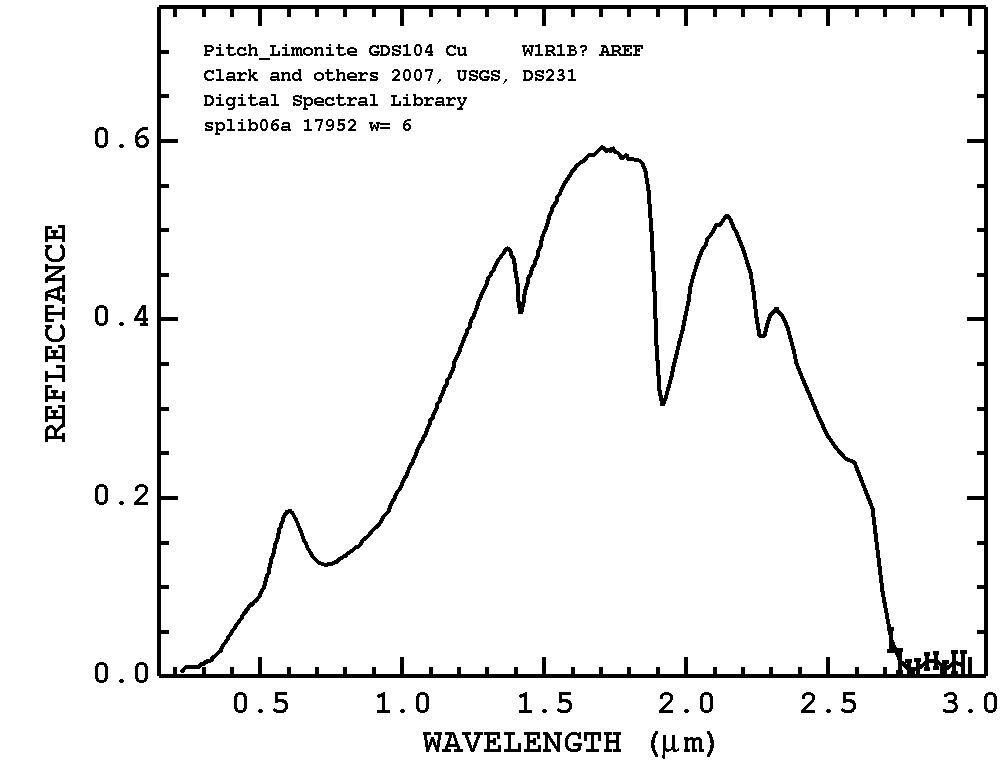 Pitch_Limonite GDS104 Cu W1R1B? AREF
Clark and others 2007, USGS, DS231
Digital Spectral Library
splib06a 17952 w= 6
0.6
0.4
0.2
0.0
REFLECTANCE
0.5 1.0 1.5 2.0 2.5 3.0
WAVELENGTH (μm)